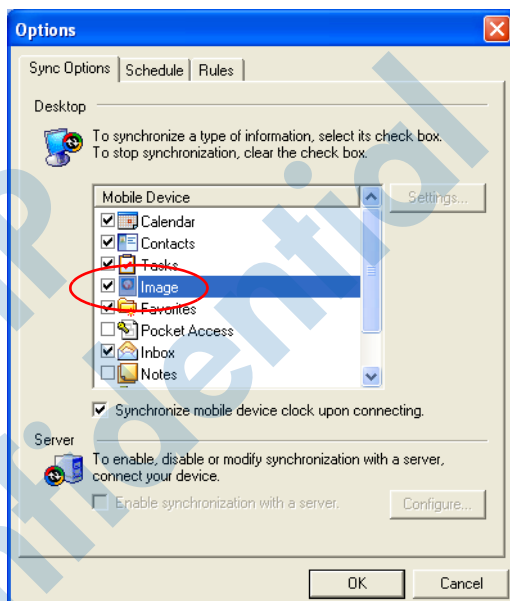 Options
Sync Options Schedule Rules
Desktop
To synchronize a type of information, select its check box.
To stop synchronization, clear the check box.
Mobile Device
Settings...
Calendar
Contacts
Tasks
Image
Favorites
Pocket Access
Inbox
Notes
Synchronize mobile device clock upon connecting.
Server
To enable, disable or modify synchronization with a server,
connect your device.
Enable synchronization with a server.
Configure...
OK Cancel